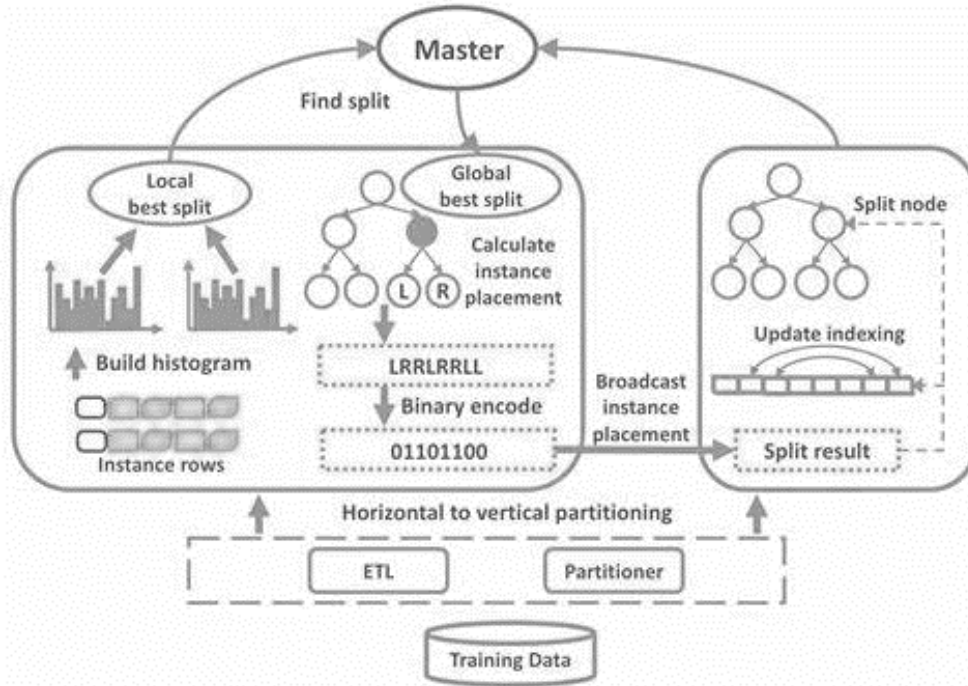 Master
Find split
Local
best split
Global
best split
Calculate
instance
placement
L R
Build histogram
LRRLRRLL
Binary encode
01101100
Instance rows
Broadcast
instance
placement
Split node
Update indexing
Split result
Horizontal to vertical partitioning
ETL
Partitioner
Training Data